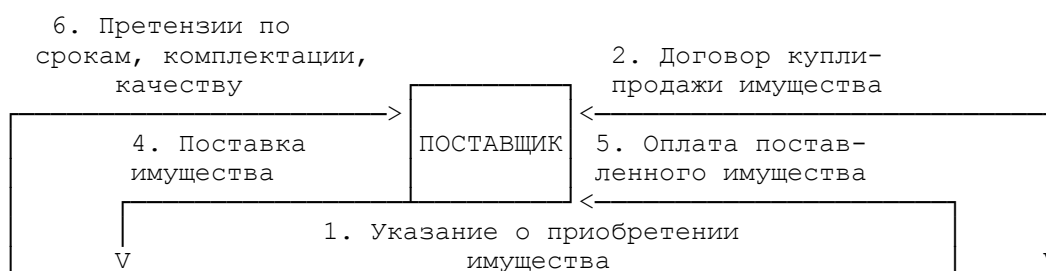 6. Претензии по
срокам, комплектации,
качеству
2. Договор купли-
продажи имущества
4. Поставка
имущества
ПОСТАВЩИК
5. Оплата постав-
ленного имущества
1. Указание о приобретении
имущества